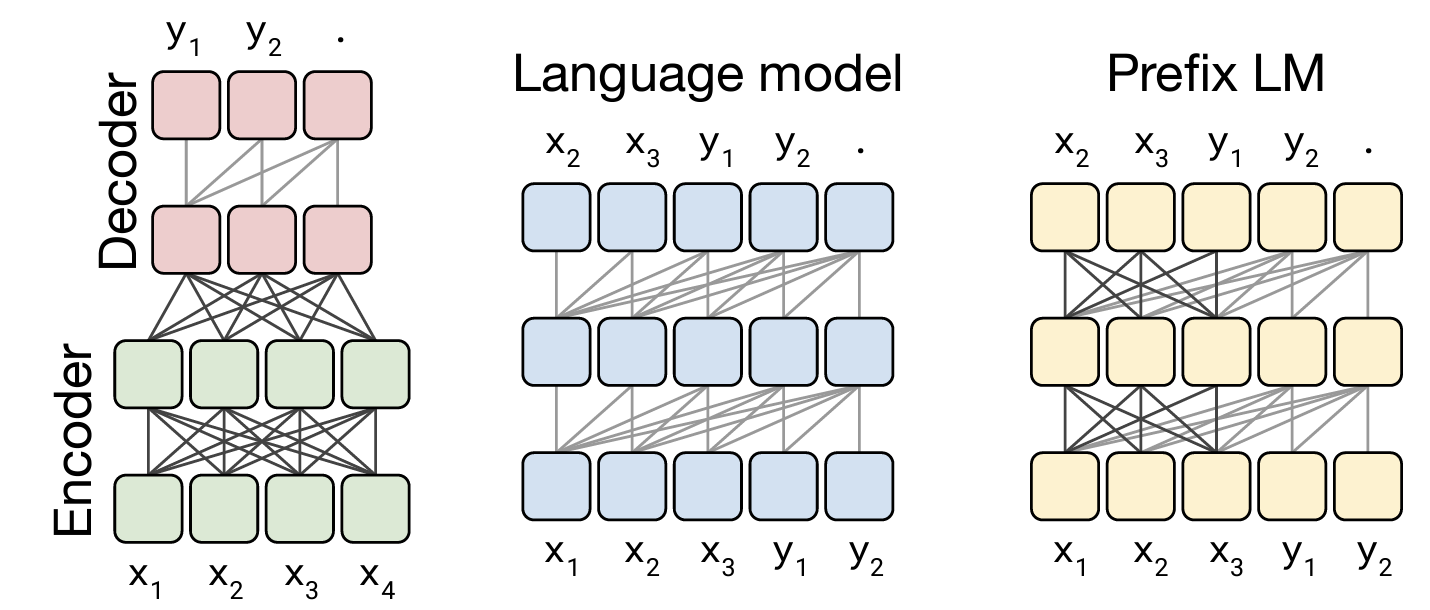 y₁ y₂ .
Decoder
Encoder
x₁ x₂ x₃ x₄
Language model
x₂ x₃ y₁ y₂ .
x₁ x₂ x₃ y₁ y₂
Prefix LM
x₂ x₃ y₁ y₂ .
x₁ x₂ x₃ y₁ y₂